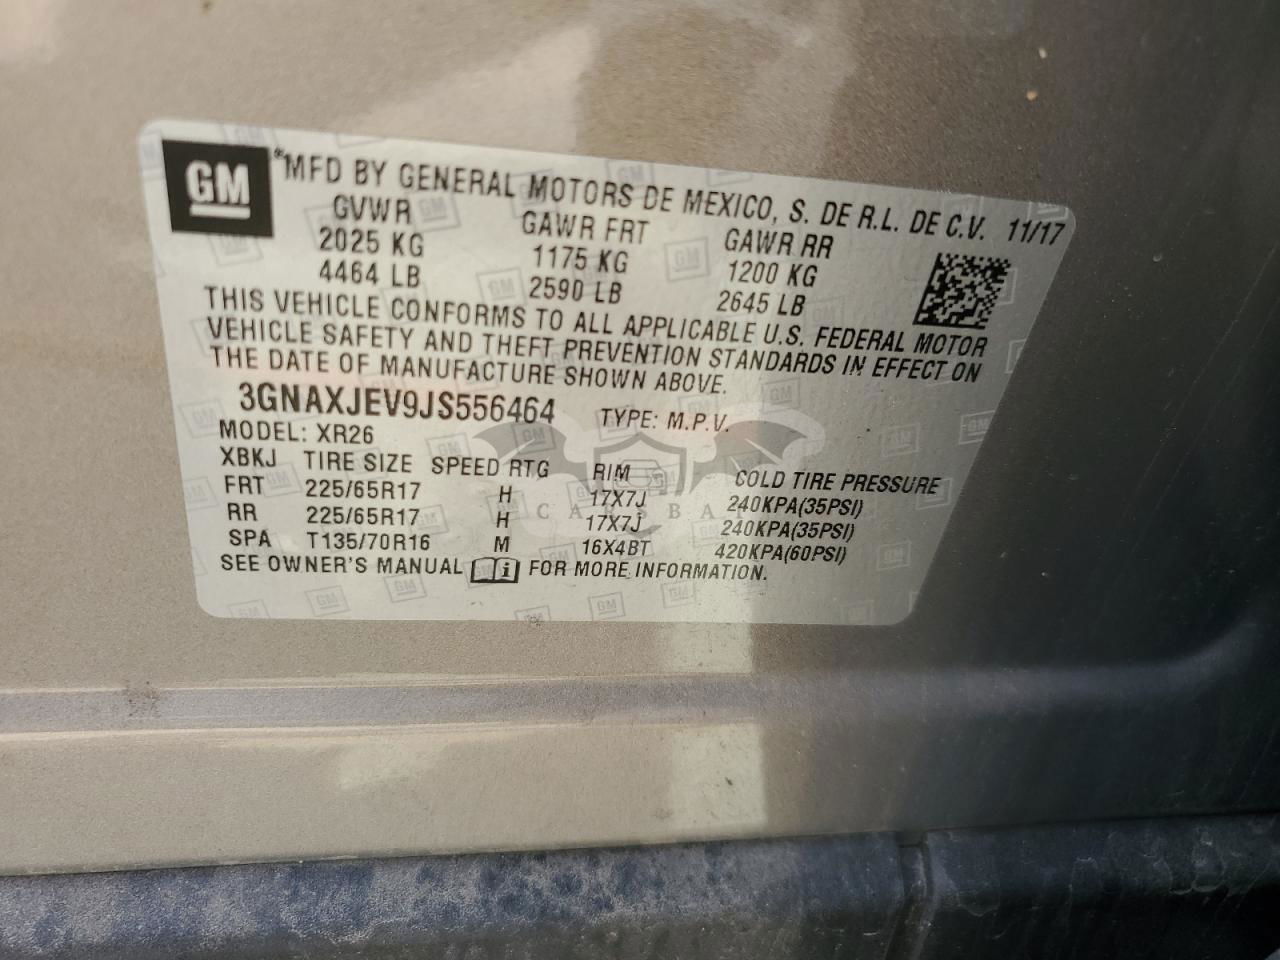 GM
*MFD BY GENERAL MOTORS DE MEXICO, S. DE R.L. DE C.V. 11/17
GVWR GAWR FRT GAWR RR
2025 KG 1175 KG 1200 KG
4464 LB 2590 LB 2645 LB
THIS VEHICLE CONFORMS TO ALL APPLICABLE U.S. FEDERAL MOTOR
VEHICLE SAFETY AND THEFT PREVENTION STANDARDS IN EFFECT ON
THE DATE OF MANUFACTURE SHOWN ABOVE.
3GNAXJEV9JS556464 TYPE: M.P.V.
MODEL: XR26
XBKJ TIRE SIZE SPEED RTG RIM COLD TIRE PRESSURE
FRT 225/65R17 H 17X7J 240KPA(35PSI)
RR 225/65R17 H 17X7J 240KPA(35PSI)
SPA T135/70R16 M 16X4BT 420KPA(60PSI)
SEE OWNER'S MANUAL i FOR MORE INFORMATION.